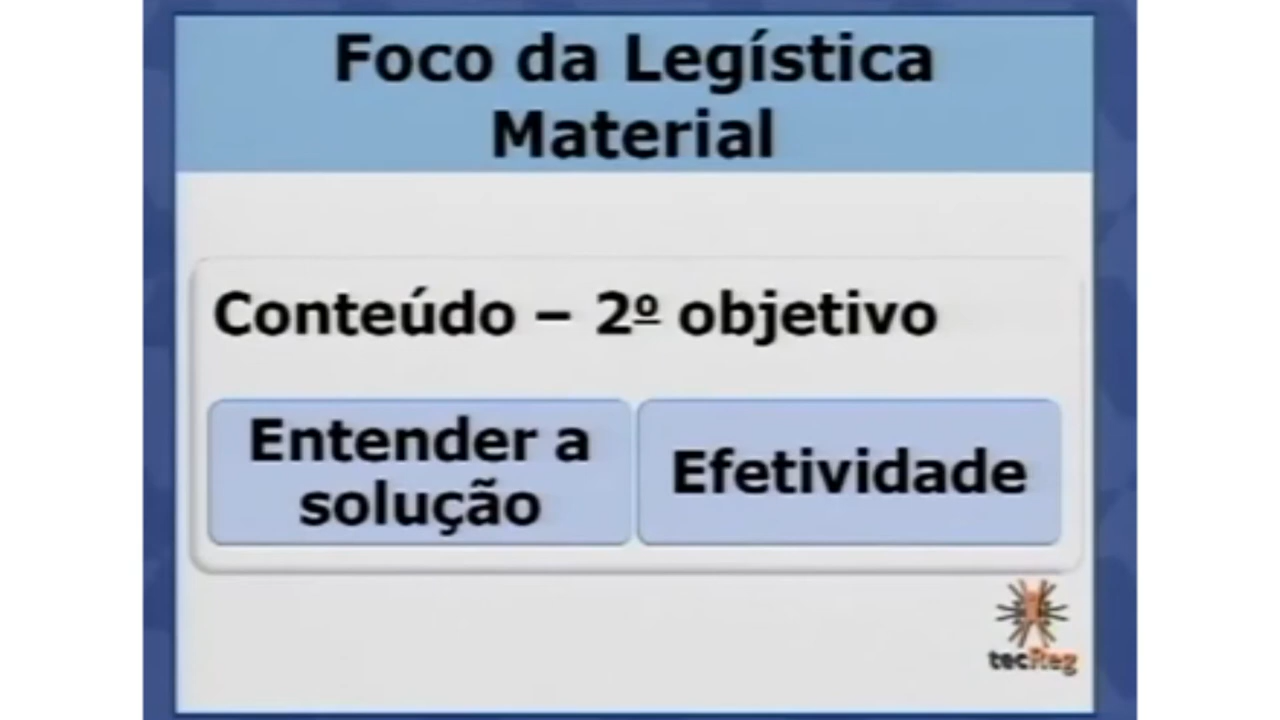 Foco da Legística
Material
Conteúdo – 2º objetivo
Entender a
solução
Efetividade
tecReg